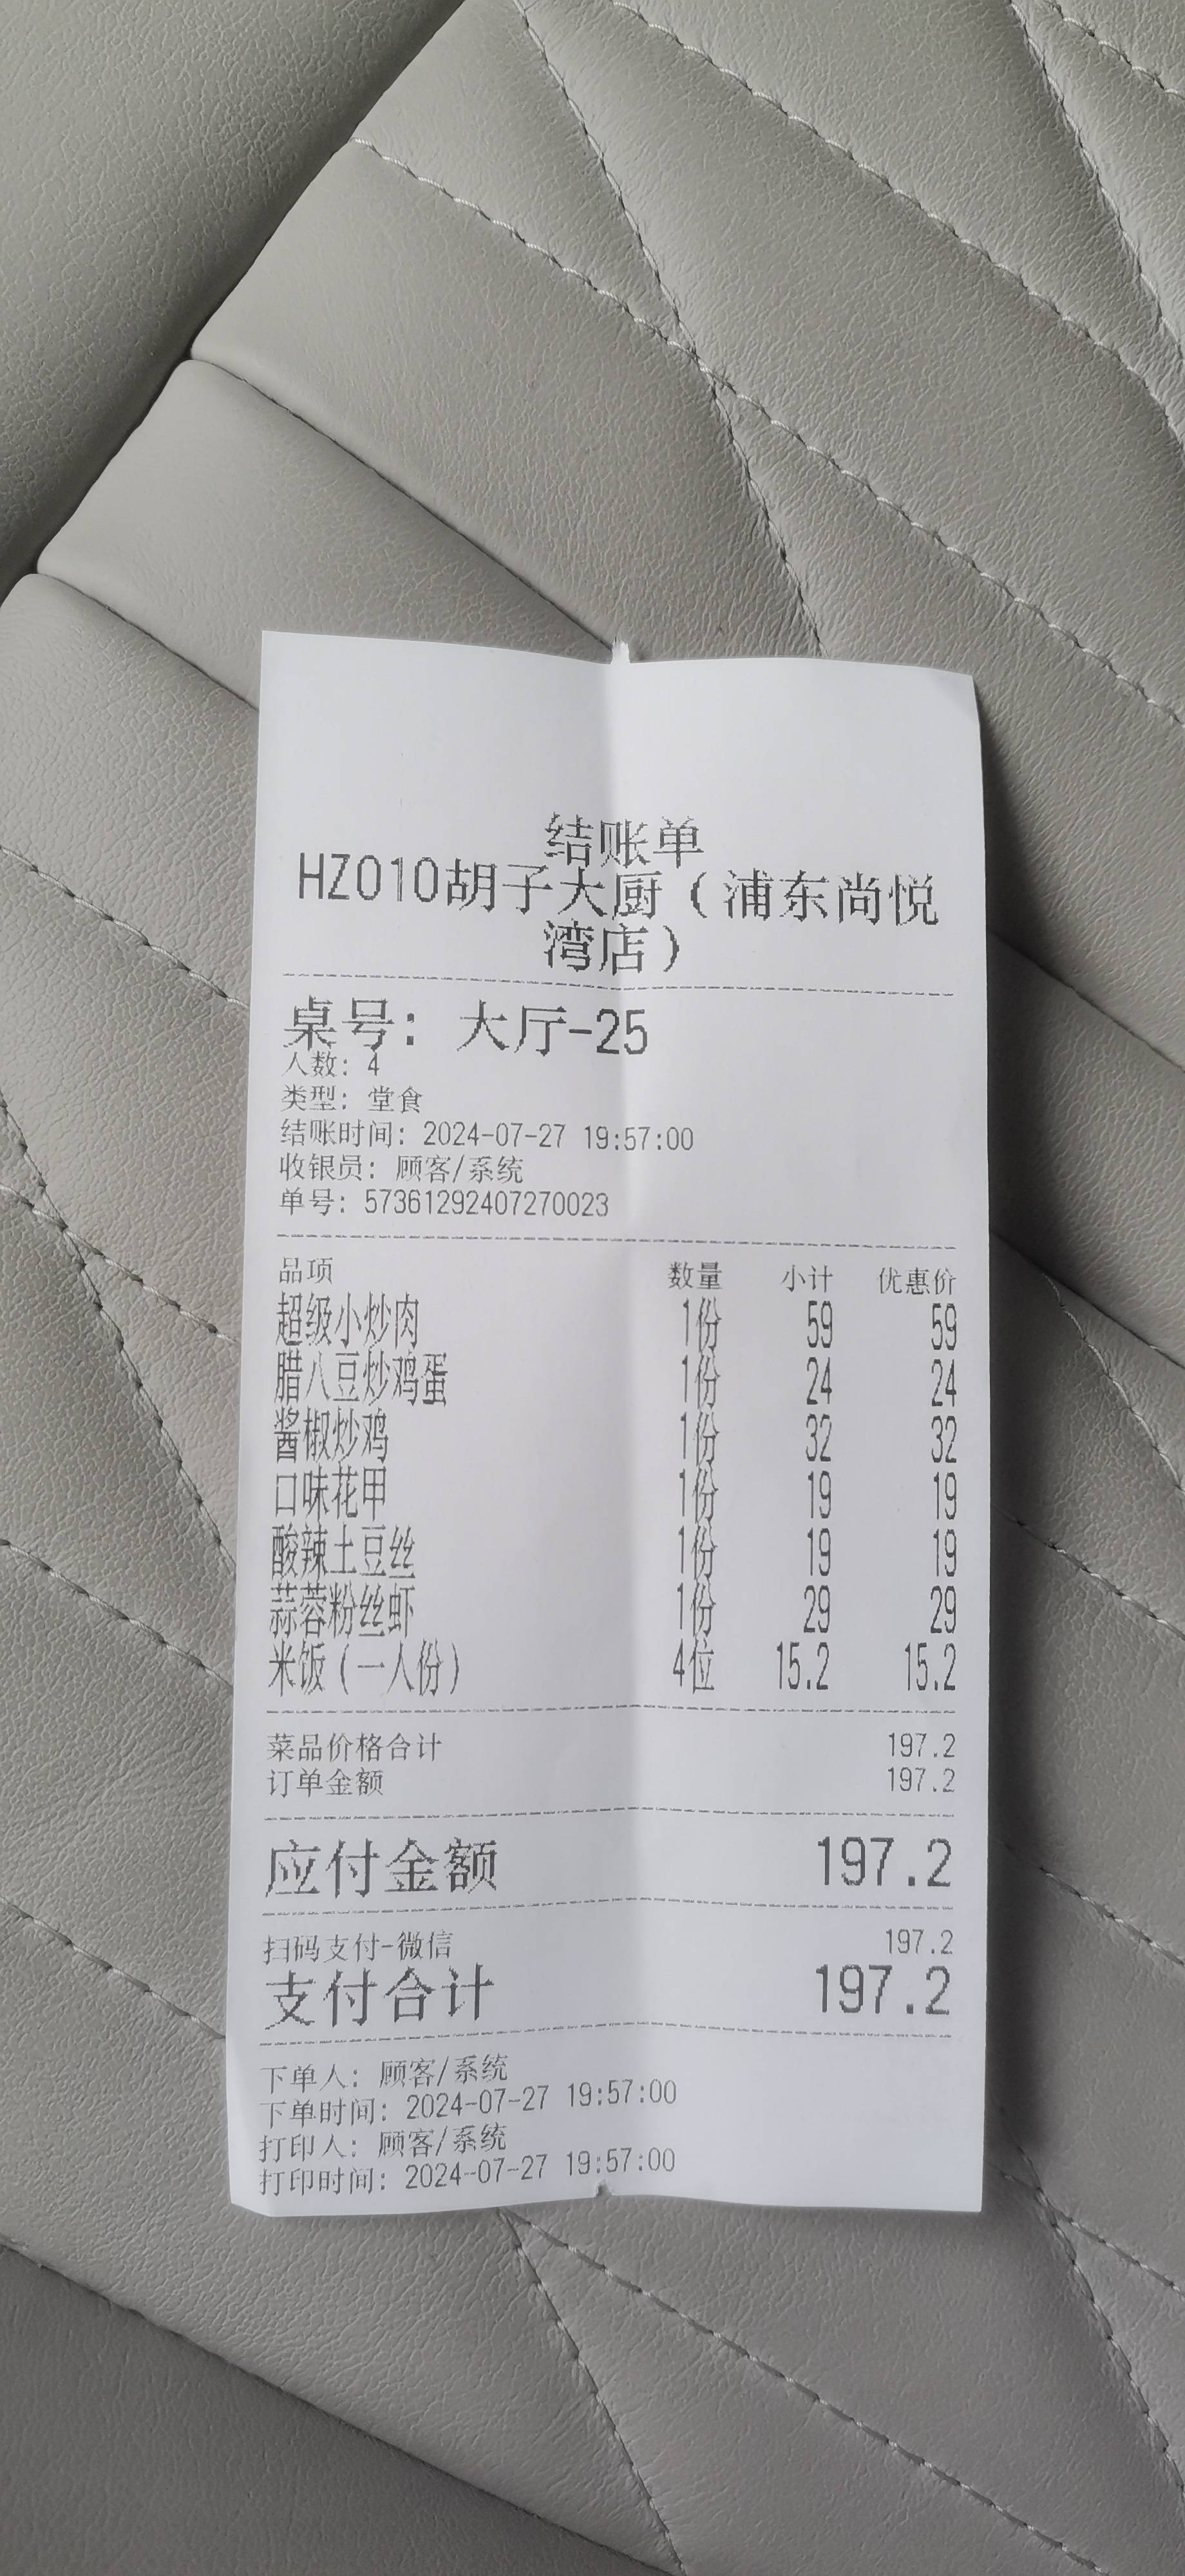 结账单
HZ010胡子大厨（浦东尚悦
湾店）
桌号: 大厅-25
人数: 4
类型: 堂食
结账时间: 2024-07-27 19:57:00
收银员: 顾客/系统
单号: 57361292407270023
品项 数量 小计 优惠价
超级小炒肉 1份 59 59
腊八豆炒鸡蛋 1份 24 24
酱椒炒鸡 1份 32 32
口味花甲 1份 19 19
酸辣土豆丝 1份 19 19
蒜蓉粉丝虾 1份 29 29
米饭（一人份） 4位 15.2 15.2
菜品价格合计 197.2
订单金额 197.2
应付金额 197.2
扫码支付-微信 197.2
支付合计 197.2
下单人: 顾客/系统
下单时间: 2024-07-27 19:57:00
打印人: 顾客/系统
打印时间: 2024-07-27 19:57:00